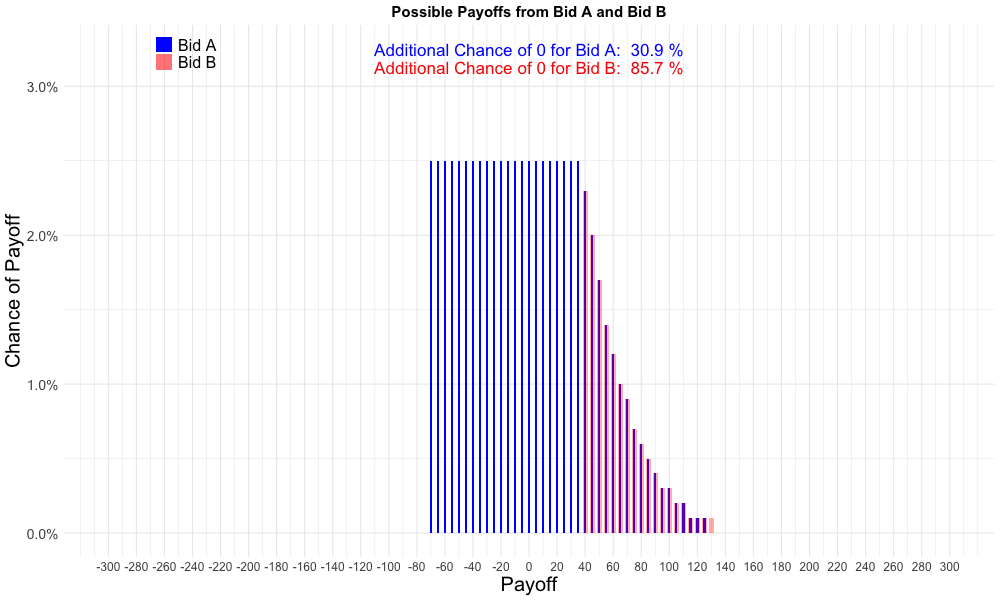 Possible Payoffs from Bid A and Bid B
Bid A
Bid B
Additional Chance of 0 for Bid A: 30.9 %
Additional Chance of 0 for Bid B: 85.7 %
Chance of Payoff
3.0%
2.0%
1.0%
0.0%
-300 -280 -260 -240 -220 -200 -180 -160 -140 -120 -100 -80 -60 -40 -20 0 20 40 60 80 100 120 140 160 180 200 220 240 260 280 300
Payoff